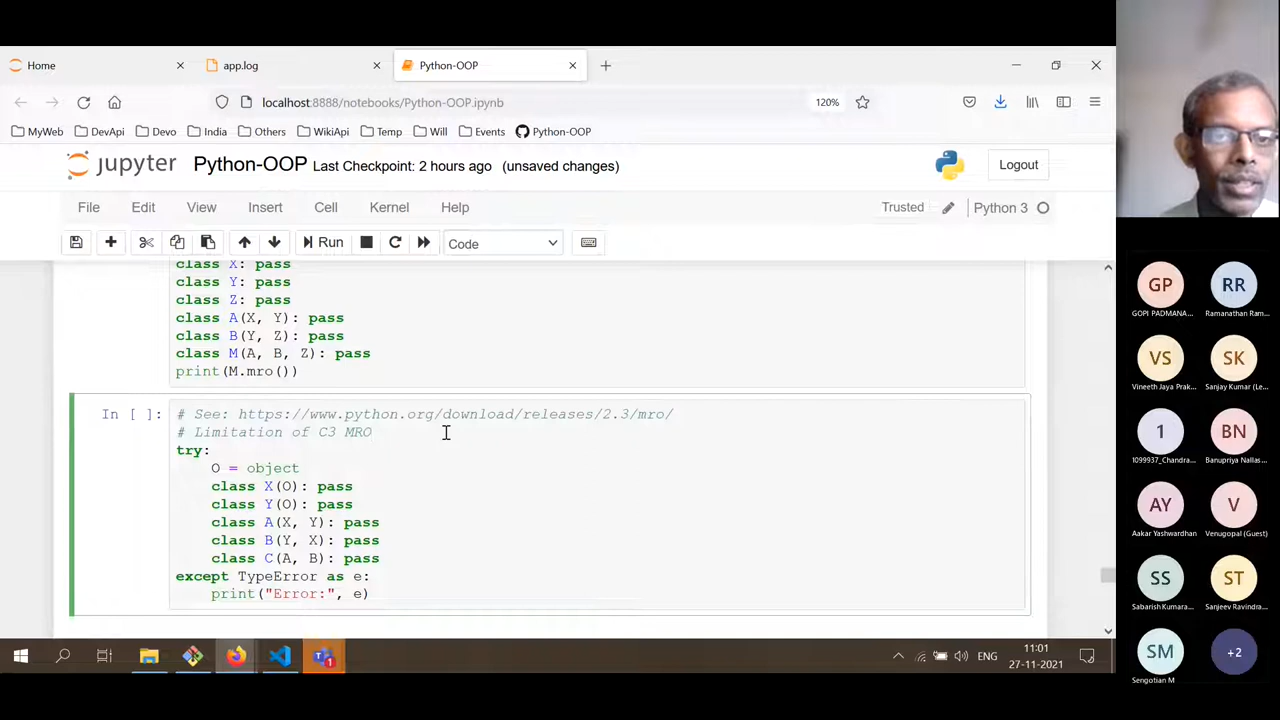 Home
app.log
Python-OOP
localhost:8888/notebooks/Python-OOP.ipynb
120%
MyWeb
DevApi
Devo
India
Others
WikiApi
Temp
Will
Events
Python-OOP
jupyter
Python-OOP Last Checkpoint: 2 hours ago (unsaved changes)
Logout
File
Edit
View
Insert
Cell
Kernel
Help
Trusted
Python 3
Run
Code
class X: pass
class Y: pass
class Z: pass
class A(X, Y): pass
class B(Y, Z): pass
class M(A, B, Z): pass
print(M.mro())
In [ ]:
# See: https://www.python.org/download/releases/2.3/mro/
# Limitation of C3 MRO
try:
O = object
class X(O): pass
class Y(O): pass
class A(X, Y): pass
class B(Y, X): pass
class C(A, B): pass
except TypeError as e:
print("Error:", e)
ENG
11:01
27-11-2021
1
GP
GOPI PADMANA...
RR
Ramanathan Ram...
VS
Vineeth Jaya Prak...
SK
Sanjay Kumar (Le...
1
1099937_Chandra...
BN
Banupriya Nallas...
AY
Aakar Yashwardhan
V
Venugopal (Guest)
SS
Sabarish Kumara...
ST
Sanjeev Ravindra...
SM
Sengotian M
+2